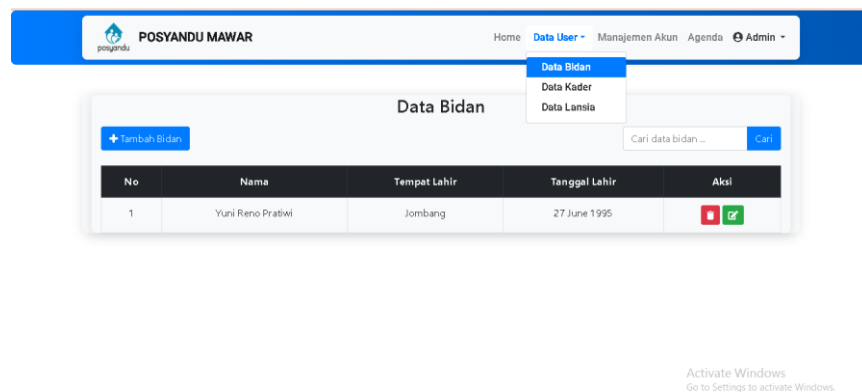 posyandu
POSYANDU MAWAR
Home Data User Manajemen Akun Agenda Admin
Data Bidan
Data Kader
Data Lansia
Data Bidan
+ Tambah Bidan
Cari data bidan ... Cari
No Nama Tempat Lahir Tanggal Lahir Aksi
1 Yuni Reno Pratiwi Jombang 27 June 1995
Activate Windows
Go to Settings to activate Windows.